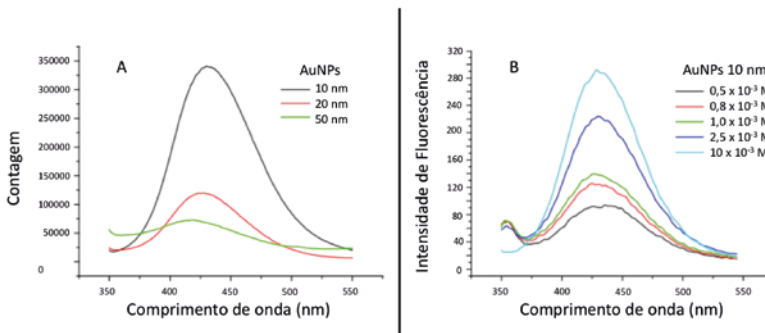 A
AuNPs
10 nm
20 nm
50 nm
Contagem
350000
300000
250000
200000
150000
100000
50000
0
350
400
450
500
550
Comprimento de onda (nm)
B
AuNPs 10 nm
0,5 x 10⁻³ M
0,8 x 10⁻³ M
1,0 x 10⁻³ M
2,5 x 10⁻³ M
10 x 10⁻³ M
Intensidade de Fluorescência
320
280
240
200
160
120
80
40
0
350
400
450
500
550
Comprimento de onda (nm)